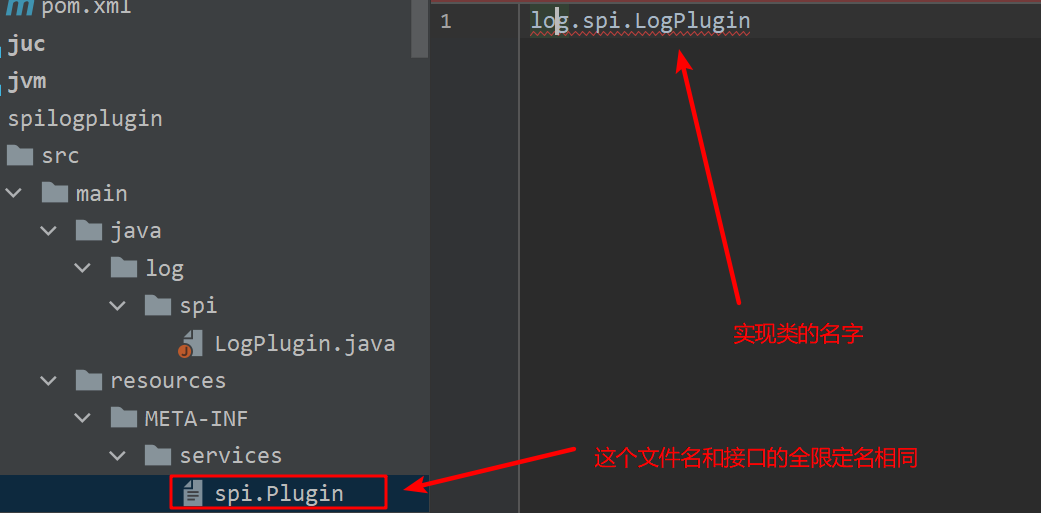 pom.xml
juc
jvm
spilogplugin
src
main
java
log
spi
LogPlugin.java
resources
META-INF
services
spi.Plugin
1 log.spi.LogPlugin
实现类的名字
这个文件名和接口的全限定名相同